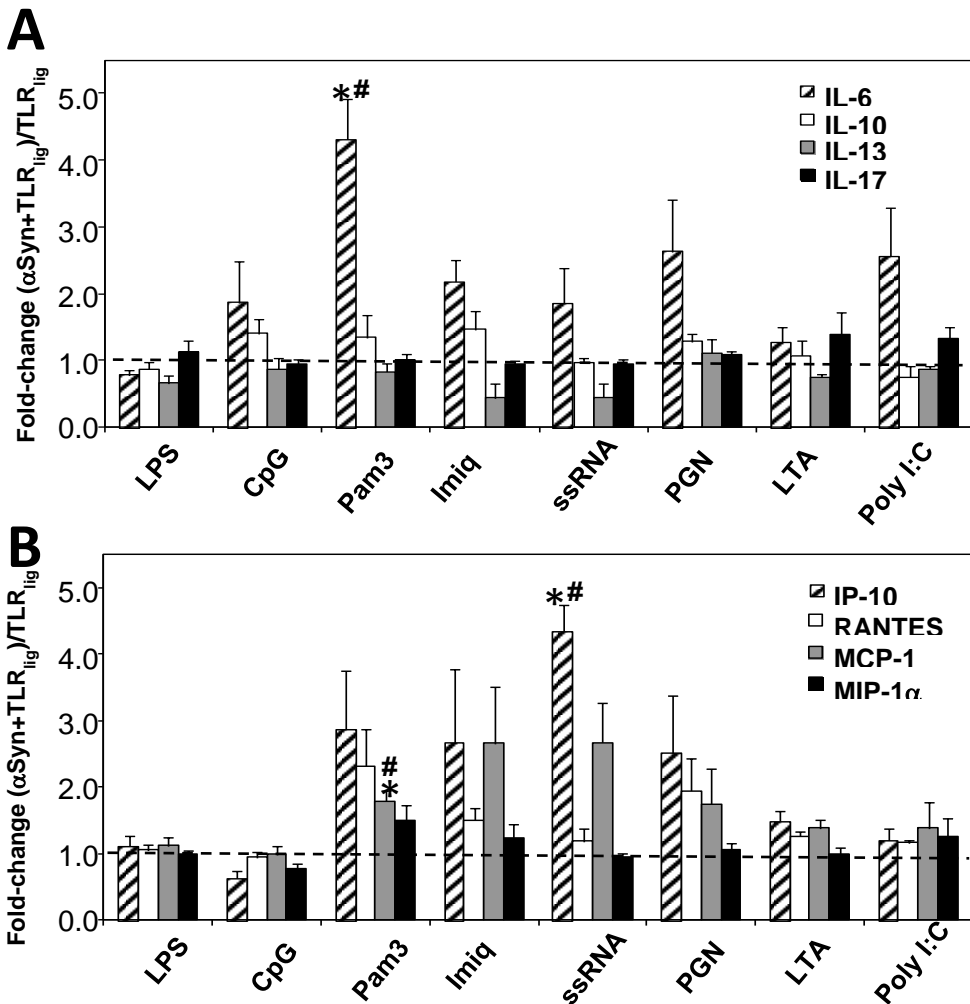 A
Fold-change (αSyn+TLRlig)/TLRlig
5.0
4.0
3.0
2.0
1.0
0.0
*#
IL-6
IL-10
IL-13
IL-17
LPS
CpG
Pam3
Imiq
ssRNA
PGN
LTA
Poly I:C
B
Fold-change (αSyn+TLRlig)/TLRlig
5.0
4.0
3.0
2.0
1.0
0.0
#
*
*#
IP-10
RANTES
MCP-1
MIP-1α
LPS
CpG
Pam3
Imiq
ssRNA
PGN
LTA
Poly I:C